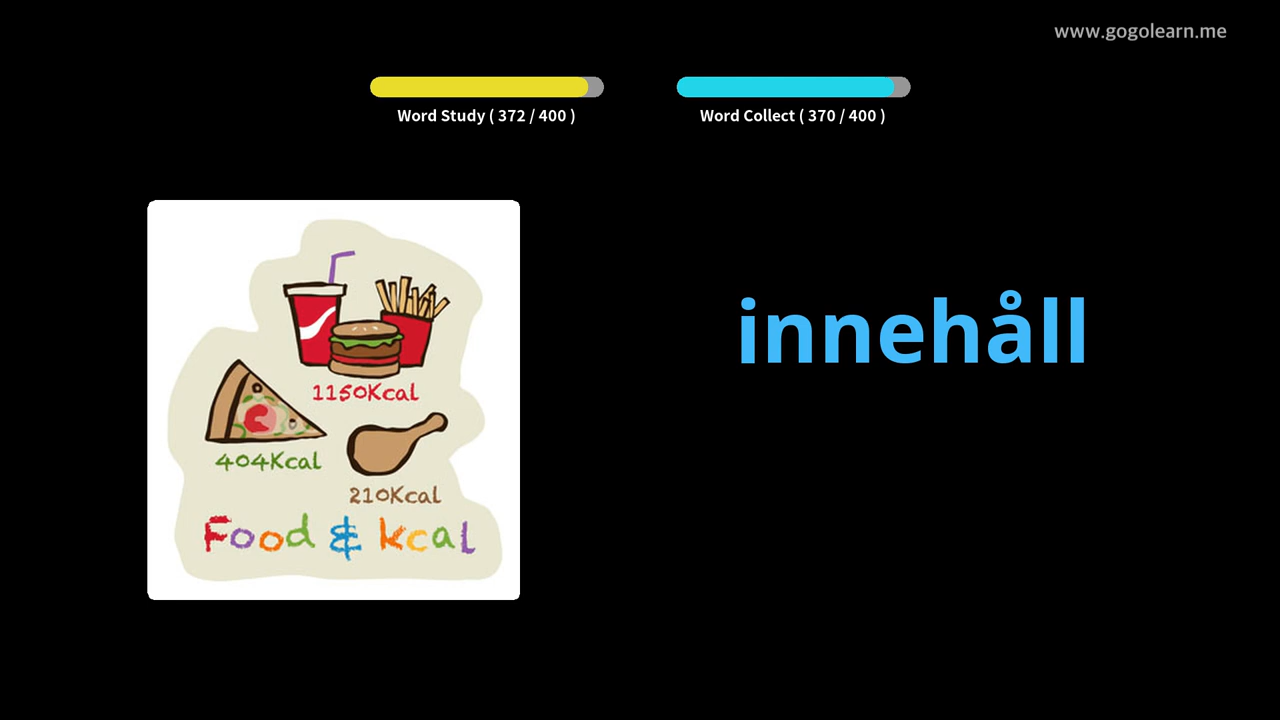 www.gogolearn.me
Word Study ( 372 / 400 )
Word Collect ( 370 / 400 )
innehåll
1150Kcal
404Kcal
210Kcal
Food & kcal